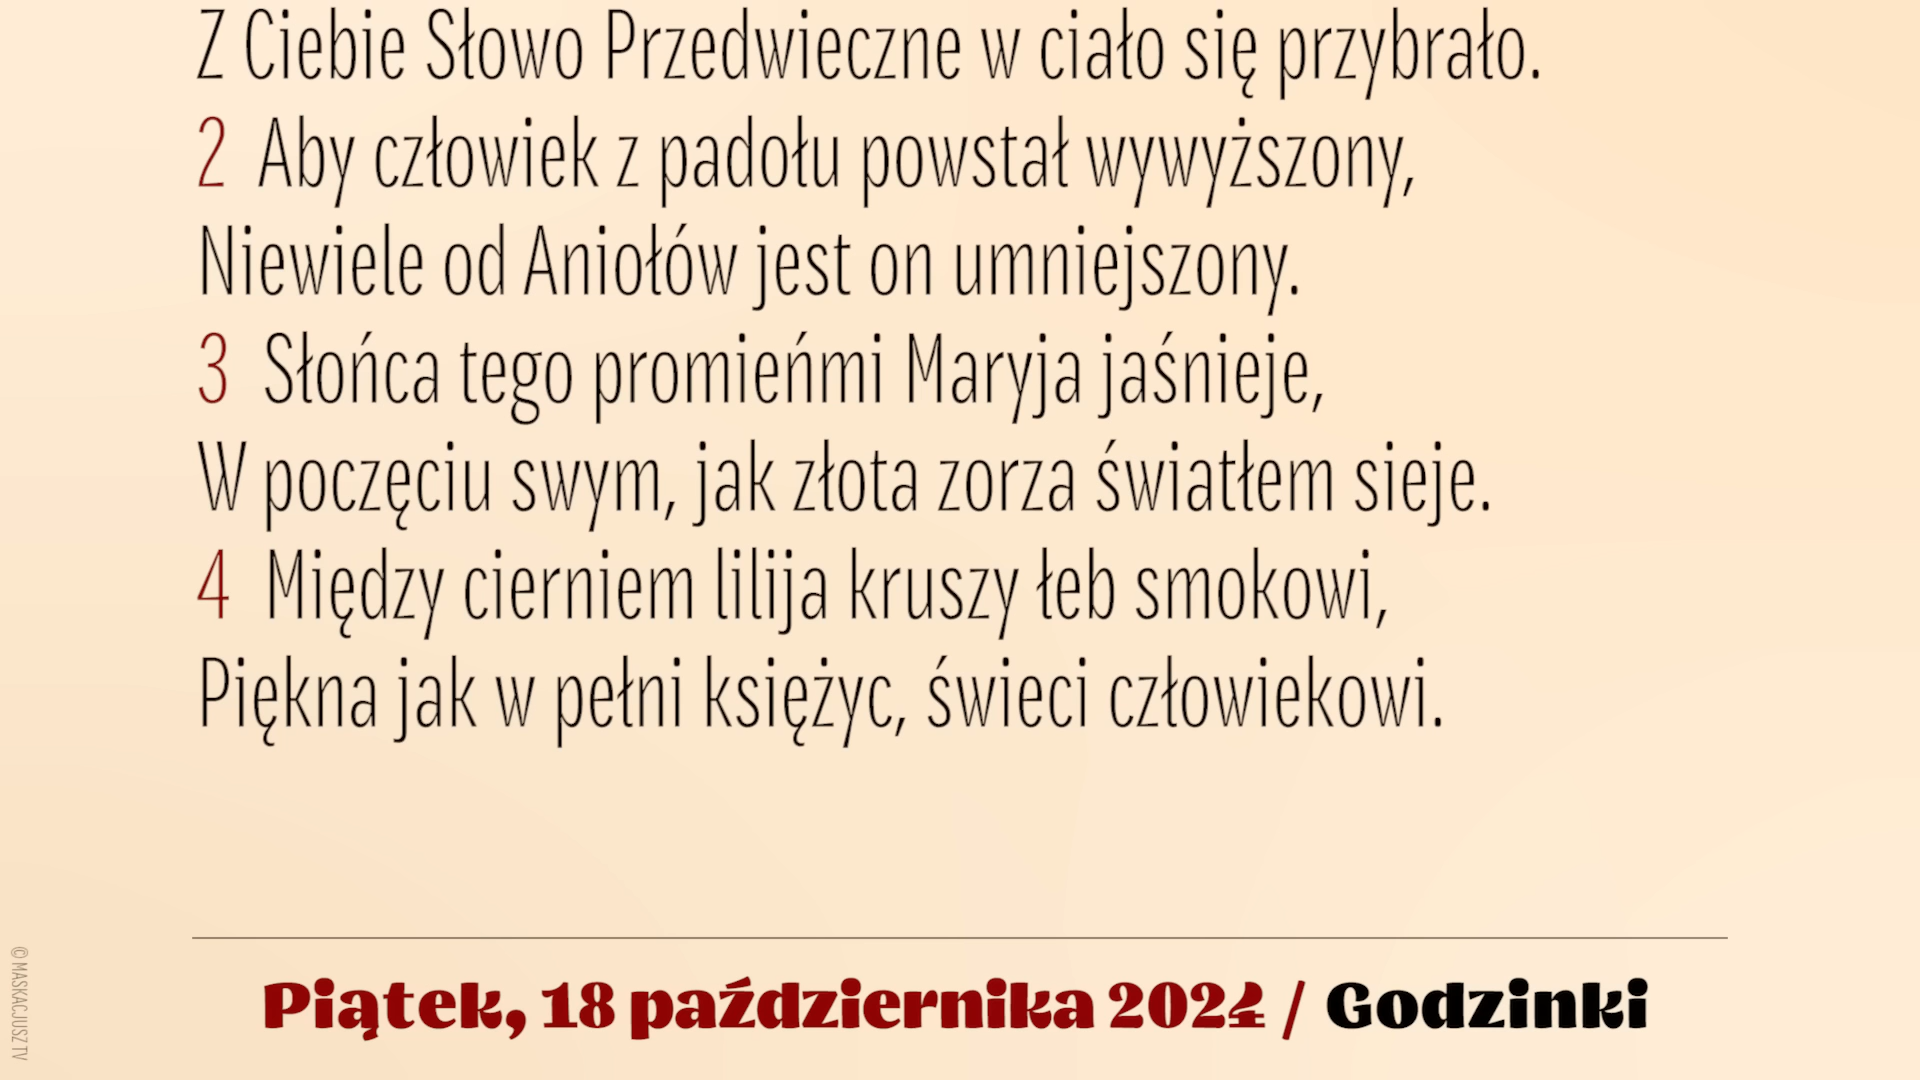 Z Ciebie Słowo Przedwieczne w ciało się przybrało.
2 Aby człowiek z padołu powstał wywyższony,
Niewiele od Aniołów jest on umniejszony.
3 Słońca tego promieńmi Maryja jaśnieje,
W poczęciu swym, jak złota zorza światłem sieje.
4 Między cierniem lilija kruszy łeb smokowi,
Piękna jak w pełni księżyc, świeci człowiekowi.
© MASKACJUSZ TV
Piątek, 18 października 2024 / Godzinki